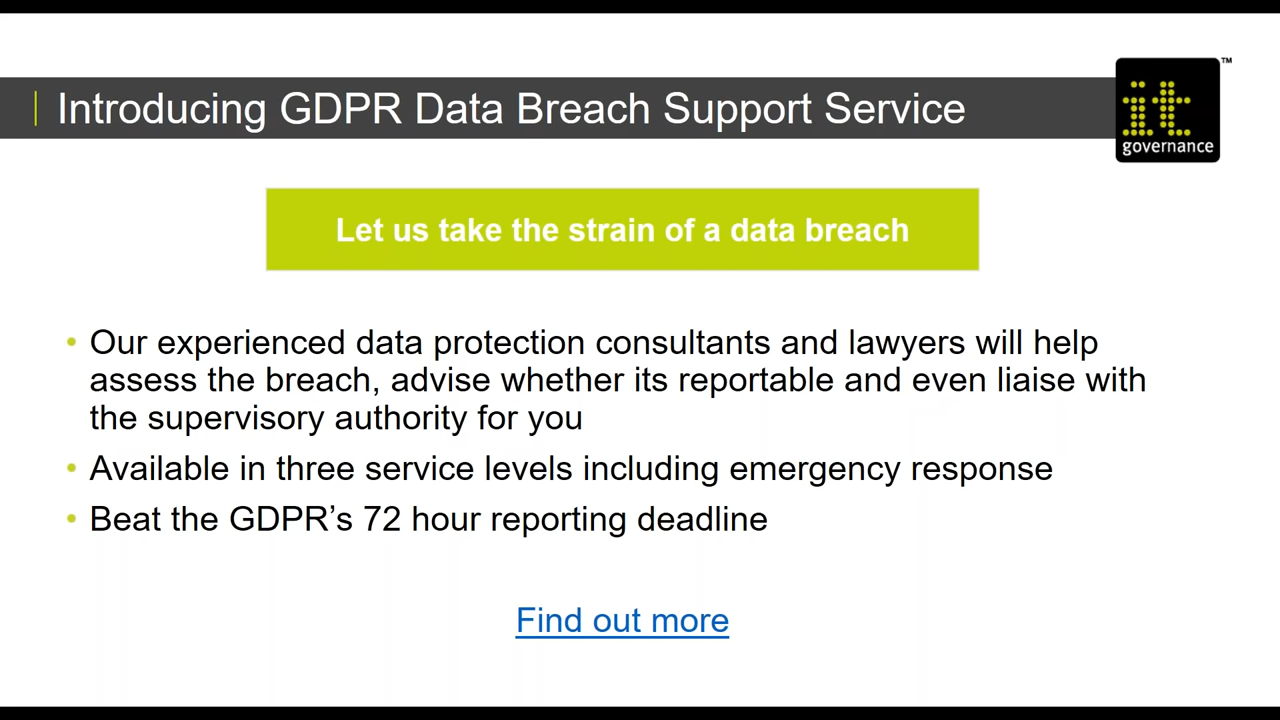 Introducing GDPR Data Breach Support Service
TM
it
governance
Let us take the strain of a data breach
• Our experienced data protection consultants and lawyers will help
assess the breach, advise whether its reportable and even liaise with
the supervisory authority for you
• Available in three service levels including emergency response
• Beat the GDPR’s 72 hour reporting deadline
Find out more